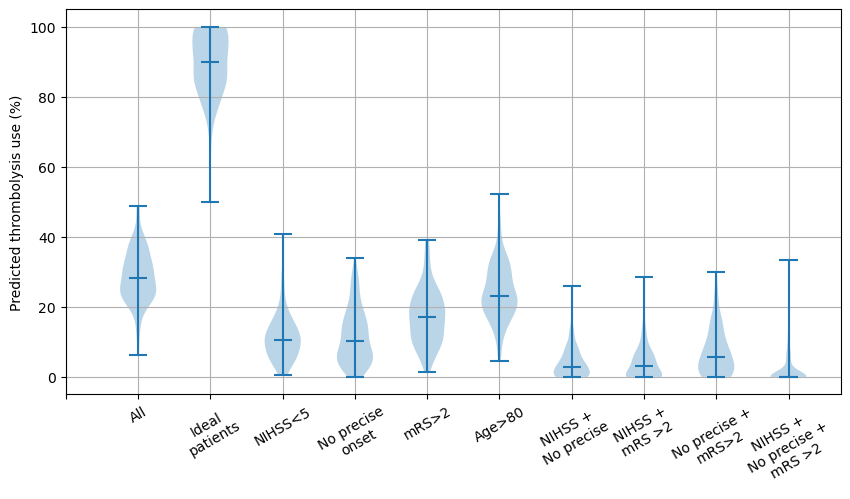 Predicted thrombolysis use (%)
100
80
60
40
20
0
All
Ideal
patients
NIHSS<5
No precise
onset
mRS>2
Age>80
NIHSS +
No precise
NIHSS +
mRS >2
No precise +
mRS>2
NIHSS +
No precise +
mRS >2